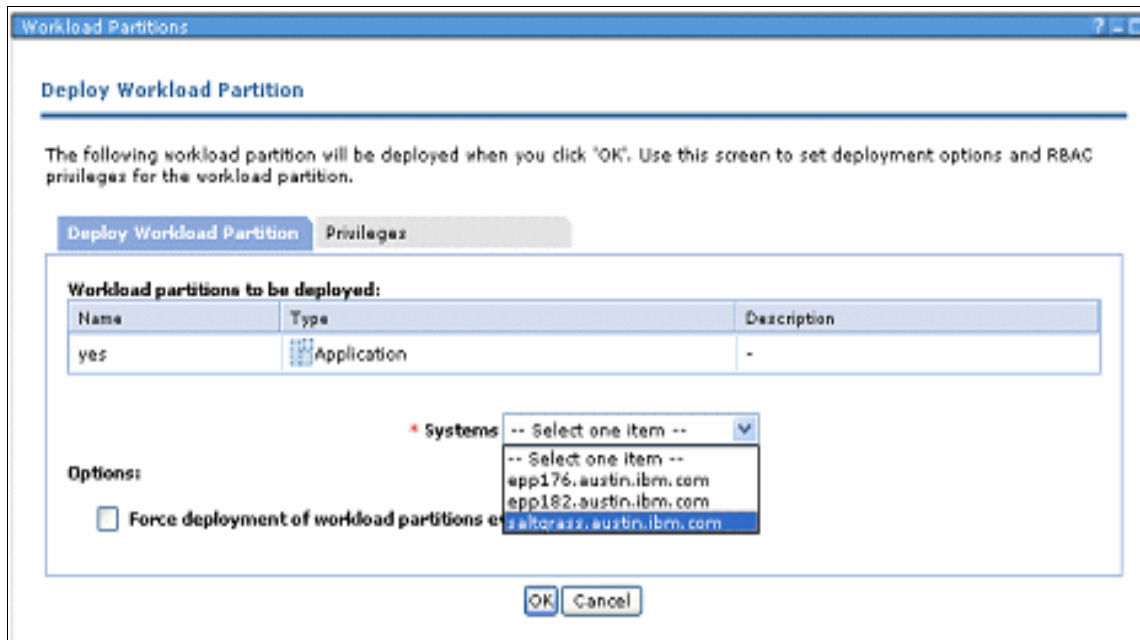 Workload Partitions
Deploy Workload Partition
The following workload partition will be deployed when you click "OK". Use this screen to set deployment options and RBAC
privileges for the workload partition.
Deploy Workload Partition Privileges
Workload partitions to be deployed:
Name Type Description
yes Application -
* Systems -- Select one item --
-- Select one item --
epp176.austin.ibm.com
Options:
epp182.austin.ibm.com
Force deployment of workload partitions
saltgrass.austin.ibm.com
OK Cancel